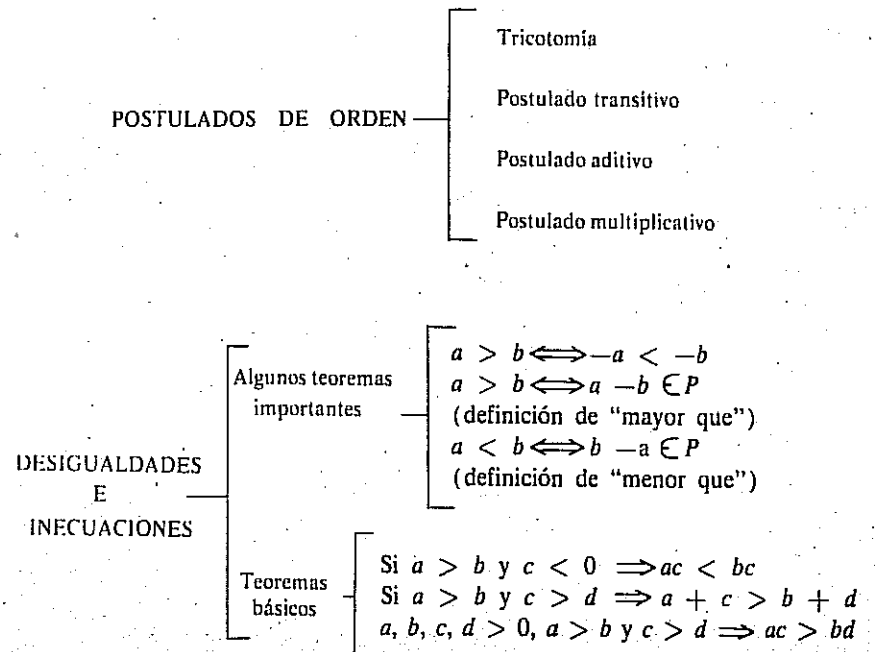 Tricotomía
Postulado transitivo
POSTULADOS DE ORDEN
Postulado aditivo
Postulado multiplicativo
Algunos teoremas
importantes
a > b ⟺ −a < −b
a > b ⟺ a −b ∈ P
(definición de “mayor que”)
a < b ⟺ b −a ∈ P
(definición de “menor que”)
DESIGUALDADES
E
INECUACIONES
Teoremas
básicos
Si a > b y c < 0 ⟹ ac < bc
Si a > b y c > d ⟹ a + c > b + d
a, b, c, d > 0, a > b y c > d ⟹ ac > bd